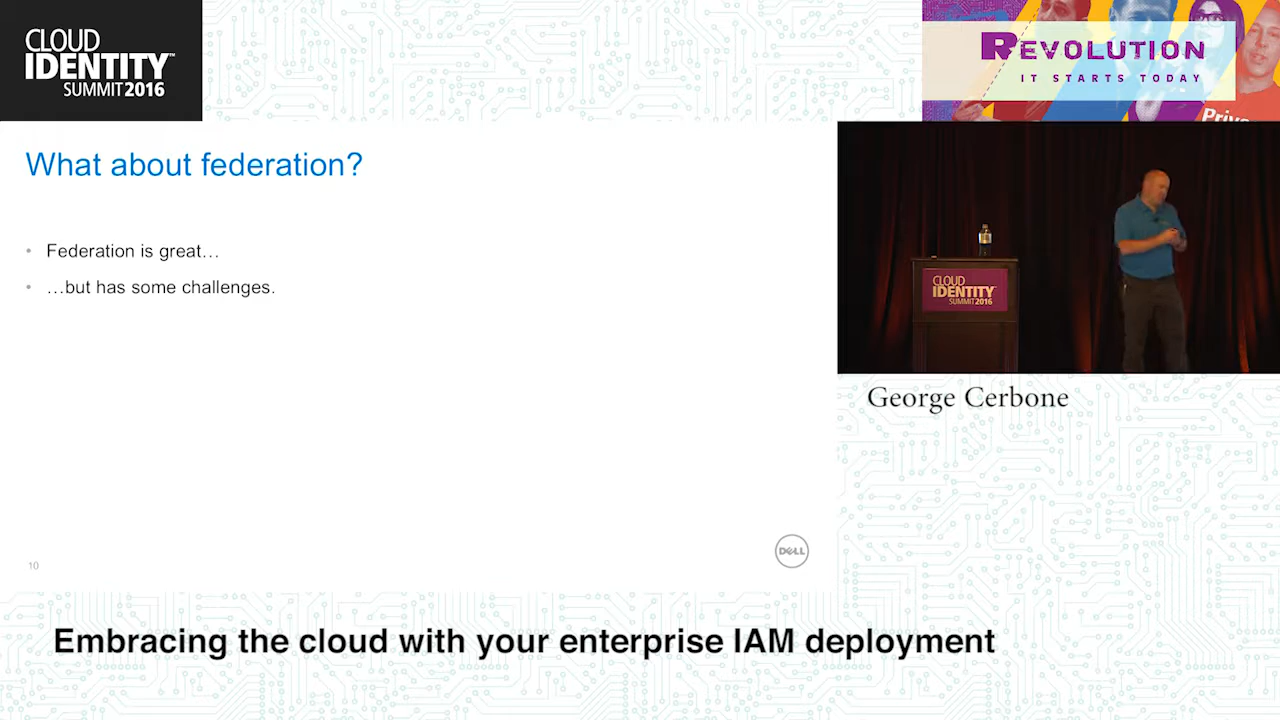 CLOUD
IDENTITY™
SUMMIT 2016
REVOLUTION
IT STARTS TODAY
What about federation?
• Federation is great…
• …but has some challenges.
CLOUD
IDENTITY
SUMMIT 2016
George Cerbone
DELL
10
Embracing the cloud with your enterprise IAM deployment